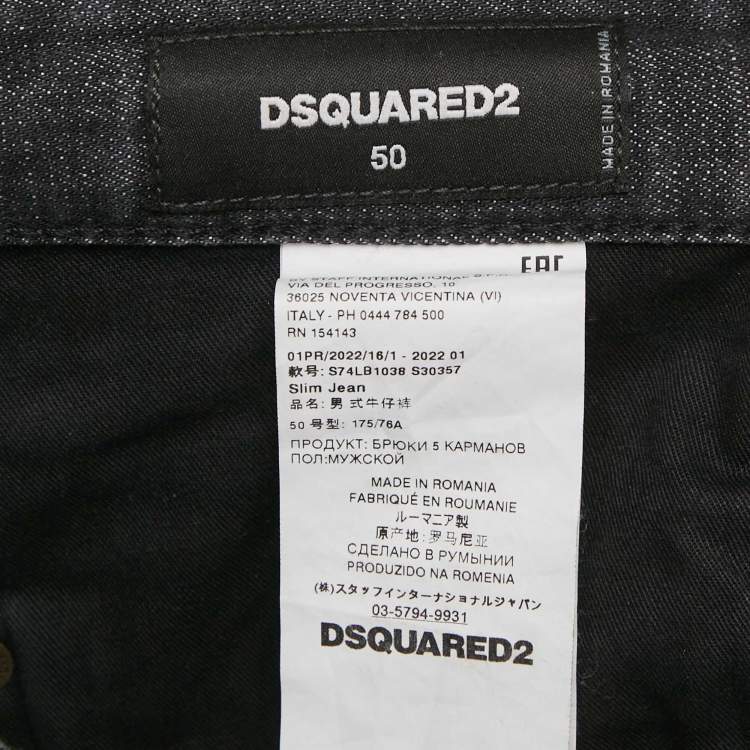 DSQUARED2
50
MADE IN ROMANIA
EAC
BY STAFF INTERNATIONAL S.P.A.
VIA DEL PROGRESSO, 10
36025 NOVENTA VICENTINA (VI)
ITALY - PH 0444 784 500
RN 154143
01PR/2022/16/1 - 2022 01
款号: S74LB1038 S30357
Slim Jean
品名: 男式牛仔裤
50 号型: 175/76A
ПРОДУКТ: БРЮКИ 5 КАРМАНОВ
ПОЛ:МУЖСКОЙ
MADE IN ROMANIA
FABRIQUÉ EN ROUMANIE
ルーマニア製
原产地: 罗马尼亚
СДЕЛАНО В РУМЫНИИ
PRODUZIDO NA ROMENIA
(株)スタッフインターナショナルジャパン
03-5794-9931
DSQUARED2